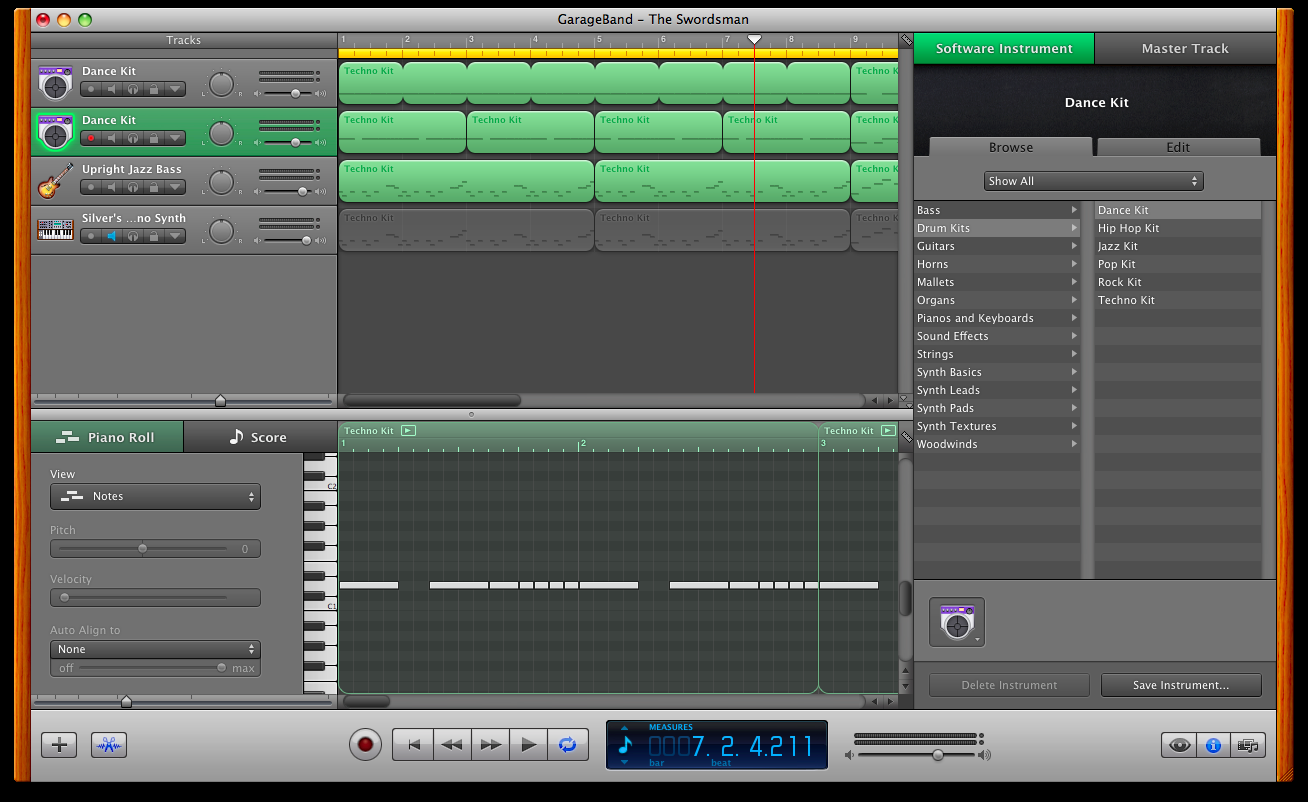 GarageBand – The Swordsman
Tracks
1 2 3 4 5 6 7 8 9
Software Instrument
Master Track
Dance Kit
L R
Techno Kit
Techno K
Dance Kit
Dance Kit
L R
Techno Kit Techno Kit Techno Kit Techno Kit Techno K
Browse
Edit
Upright Jazz Bass
L R
Techno Kit Techno Kit Techno K
Show All
Silver's ...no Synth
L R
Techno Kit Techno Kit Techno K
Bass
Drum Kits
Guitars
Horns
Mallets
Organs
Pianos and Keyboards
Sound Effects
Strings
Synth Basics
Synth Leads
Synth Pads
Synth Textures
Woodwinds
Dance Kit
Hip Hop Kit
Jazz Kit
Pop Kit
Rock Kit
Techno Kit
Piano Roll
Score
Techno Kit
Techno Kit
1 2 3
View
Notes
Pitch
0
Velocity
Auto Align to
None
off max
C2
C1
Delete Instrument
Save Instrument...
MEASURES
0007. 2. 4.211
bar beat